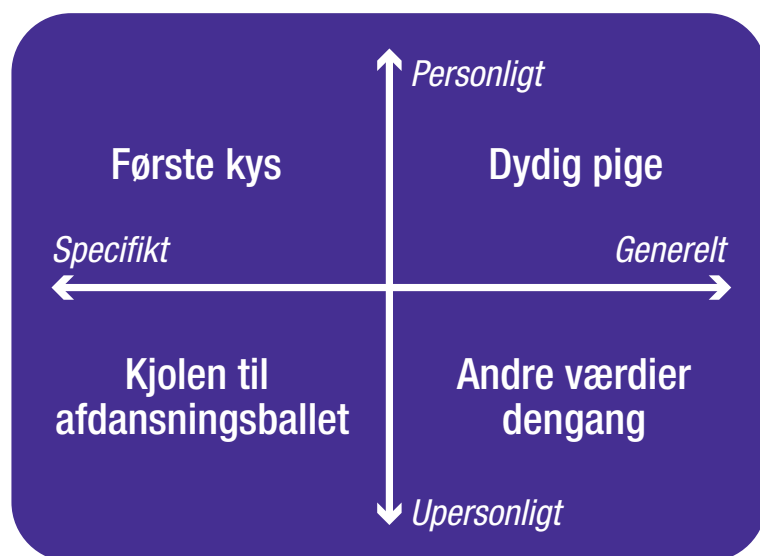 Personligt
Første kys
Dydig pige
Specifikt
Generelt
Kjolen til
afdansningsballet
Andre værdier
dengang
Upersonligt